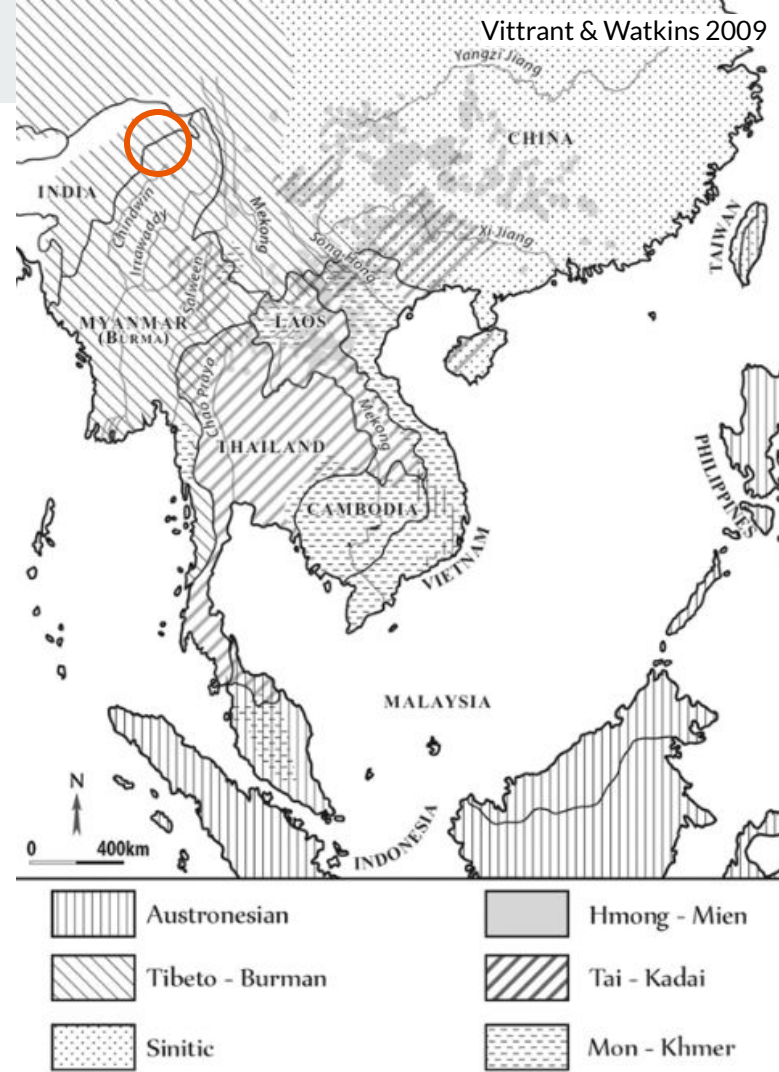 Vittrant & Watkins 2009
Yangzi Jiang
CHINA
INDIA
Chindwin
Irrawaddy
Mekong
Salween
Song Hong
Xi Jiang
TAIWAN
MYANMAR
(BURMA)
LAOS
Chao Praya
Mekong
THAILAND
CAMBODIA
VIETNAM
PHILIPPINES
MALAYSIA
N
0 400km
INDONESIA
Austronesian
Hmong - Mien
Tibeto - Burman
Tai - Kadai
Sinitic
Mon - Khmer